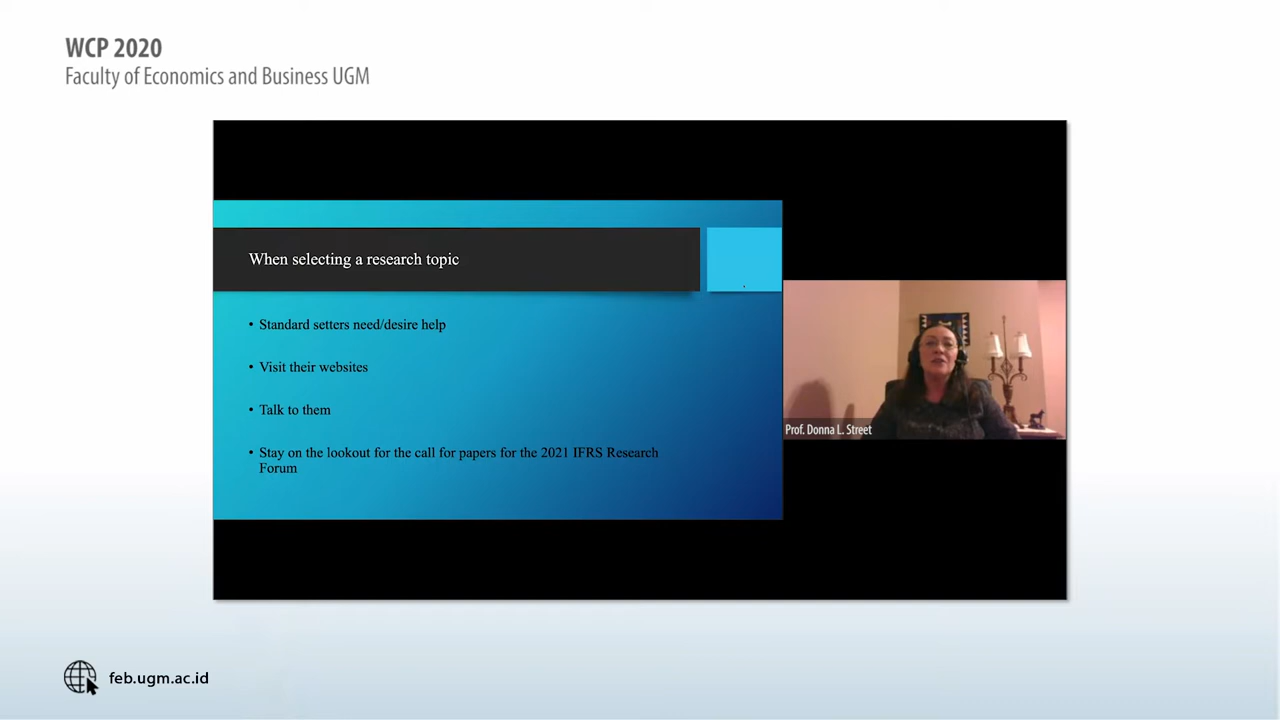 WCP 2020
Faculty of Economics and Business UGM
When selecting a research topic
• Standard setters need/desire help
• Visit their websites
• Talk to them
• Stay on the lookout for the call for papers for the 2021 IFRS Research
Forum
Prof. Donna L. Street
feb.ugm.ac.id